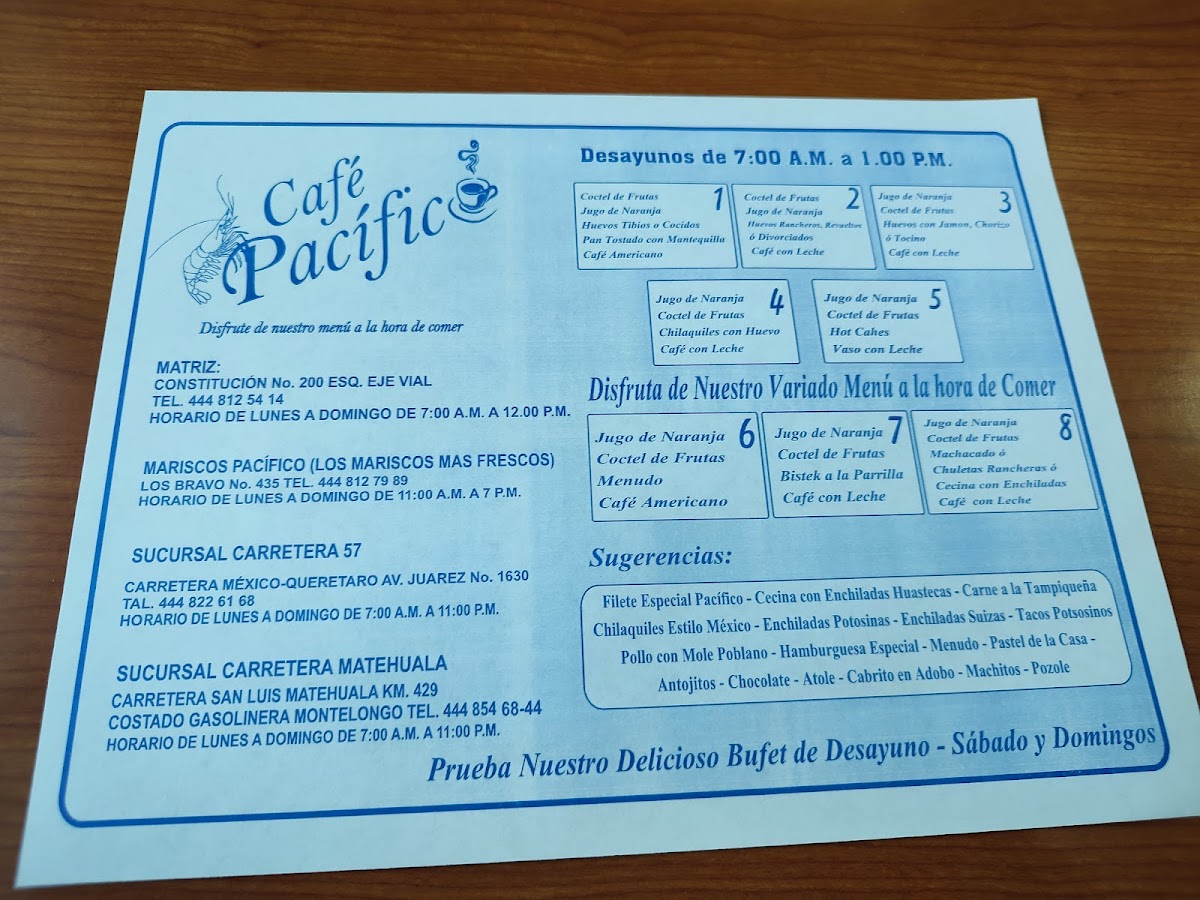 Café
Pacífico
Disfrute de nuestro menú a la hora de comer
MATRIZ:
CONSTITUCIÓN No. 200 ESQ. EJE VIAL
TEL. 444 812 54 14
HORARIO DE LUNES A DOMINGO DE 7:00 A.M. A 12.00 P.M.
MARISCOS PACÍFICO (LOS MARISCOS MAS FRESCOS)
LOS BRAVO No. 435 TEL. 444 812 79 89
HORARIO DE LUNES A DOMINGO DE 11:00 A.M. A 7 P.M.
SUCURSAL CARRETERA 57
CARRETERA MÉXICO-QUERETARO AV. JUAREZ No. 1630
TAL. 444 822 61 68
HORARIO DE LUNES A DOMINGO DE 7:00 A.M. A 11:00 P.M.
SUCURSAL CARRETERA MATEHUALA
CARRETERA SAN LUIS MATEHUALA KM. 429
COSTADO GASOLINERA MONTELONGO TEL. 444 854 68-44
HORARIO DE LUNES A DOMINGO DE 7:00 A.M. A 11:00 P.M.
Desayunos de 7:00 A.M. a 1.00 P.M.
1
Coctel de Frutas
Jugo de Naranja
Huevos Tibios o Cocidos
Pan Tostado con Mantequilla
Café Americano
2
Coctel de Frutas
Jugo de Naranja
Huevos Rancheros, Revueltos
ó Divorciados
Café con Leche
3
Jugo de Naranja
Coctel de Frutas
Huevos con Jamon, Chorizo
ó Tocino
Café con Leche
4
Jugo de Naranja
Coctel de Frutas
Chilaquiles con Huevo
Café con Leche
5
Jugo de Naranja
Coctel de Frutas
Hot Cakes
Vaso con Leche
Disfruta de Nuestro Variado Menú a la hora de Comer
6
Jugo de Naranja
Coctel de Frutas
Menudo
Café Americano
7
Jugo de Naranja
Coctel de Frutas
Bistek a la Parrilla
Café con Leche
8
Jugo de Naranja
Coctel de Frutas
Machacado ó
Chuletas Rancheras ó
Cecina con Enchiladas
Café con Leche
Sugerencias:
Filete Especial Pacífico - Cecina con Enchiladas Huastecas - Carne a la Tampiqueña
Chilaquiles Estilo México - Enchiladas Potosinas - Enchiladas Suizas - Tacos Potsosinos
Pollo con Mole Poblano - Hamburguesa Especial - Menudo - Pastel de la Casa -
Antojitos - Chocolate - Atole - Cabrito en Adobo - Machitos - Pozole
Prueba Nuestro Delicioso Bufet de Desayuno - Sábado y Domingos